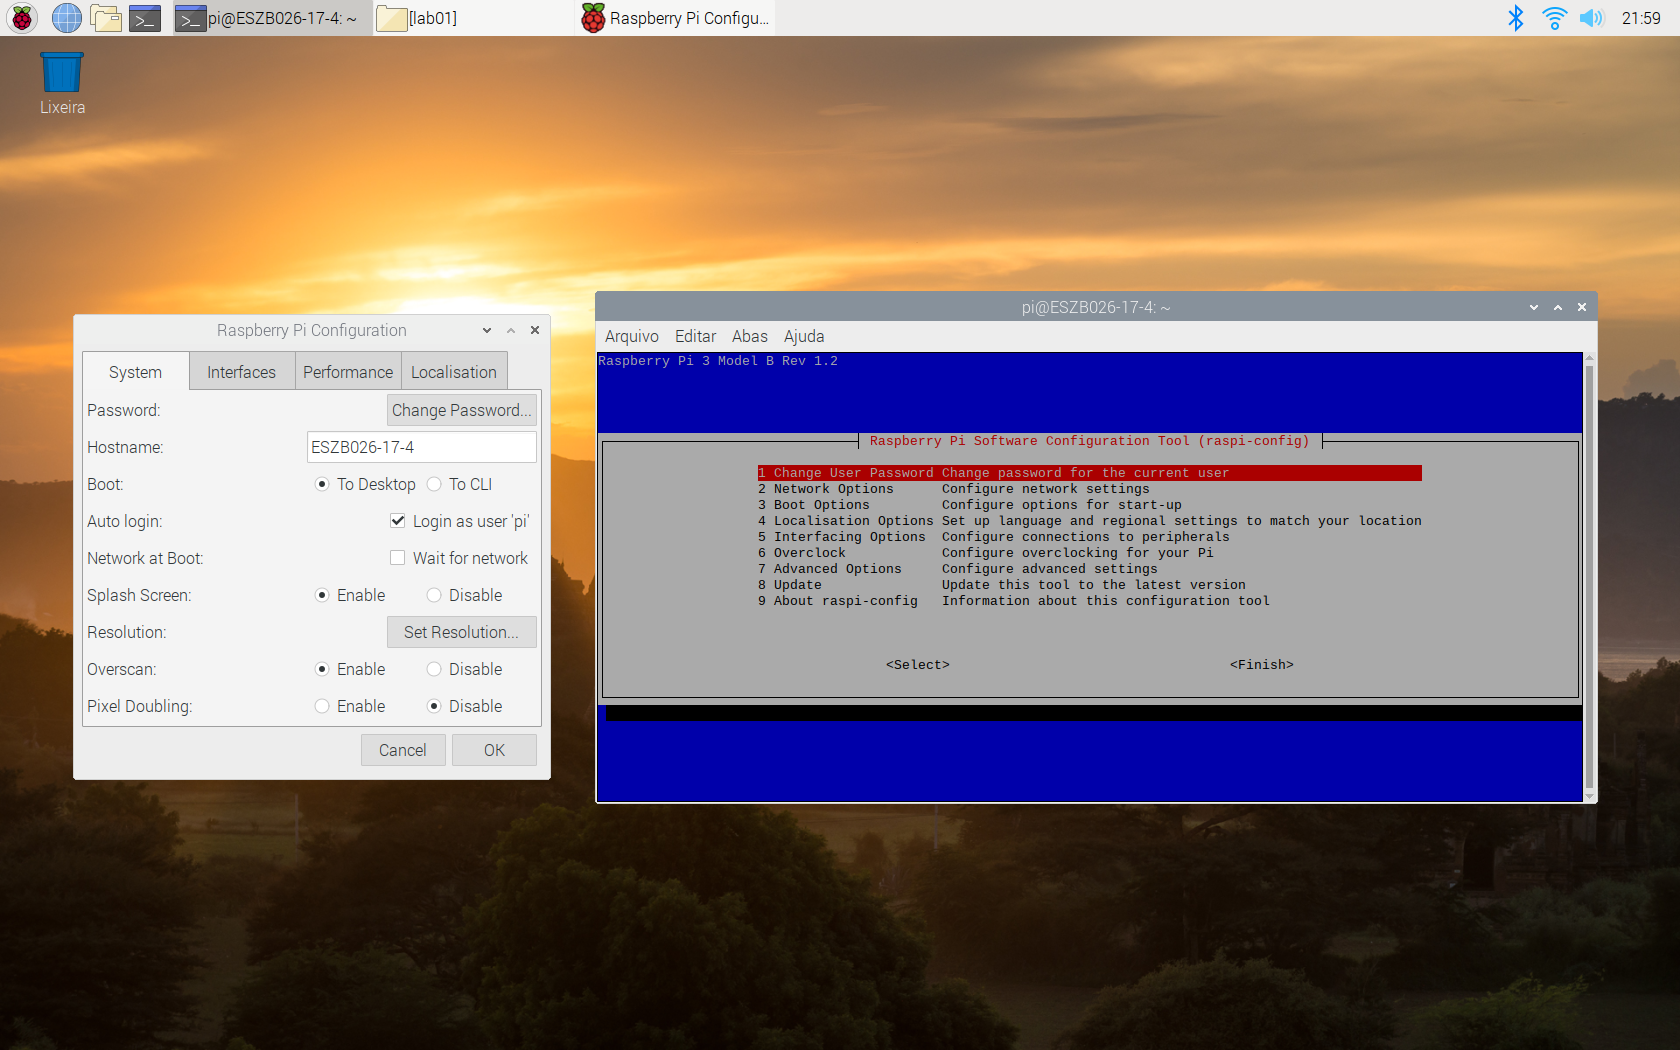 pi@ESZB026-17-4: ~
[lab01]
Raspberry Pi Configu...
21:59
Lixeira
Raspberry Pi Configuration
System Interfaces Performance Localisation
Password: Change Password...
Hostname: ESZB026-17-4
Boot: To Desktop To CLI
Auto login: Login as user 'pi'
Network at Boot: Wait for network
Splash Screen: Enable Disable
Resolution: Set Resolution...
Overscan: Enable Disable
Pixel Doubling: Enable Disable
Cancel OK
pi@ESZB026-17-4: ~
Arquivo Editar Abas Ajuda
Raspberry Pi 3 Model B Rev 1.2
Raspberry Pi Software Configuration Tool (raspi-config)
1 Change User Password Change password for the current user
2 Network Options Configure network settings
3 Boot Options Configure options for start-up
4 Localisation Options Set up language and regional settings to match your location
5 Interfacing Options Configure connections to peripherals
6 Overclock Configure overclocking for your Pi
7 Advanced Options Configure advanced settings
8 Update Update this tool to the latest version
9 About raspi-config Information about this configuration tool
<Select> <Finish>